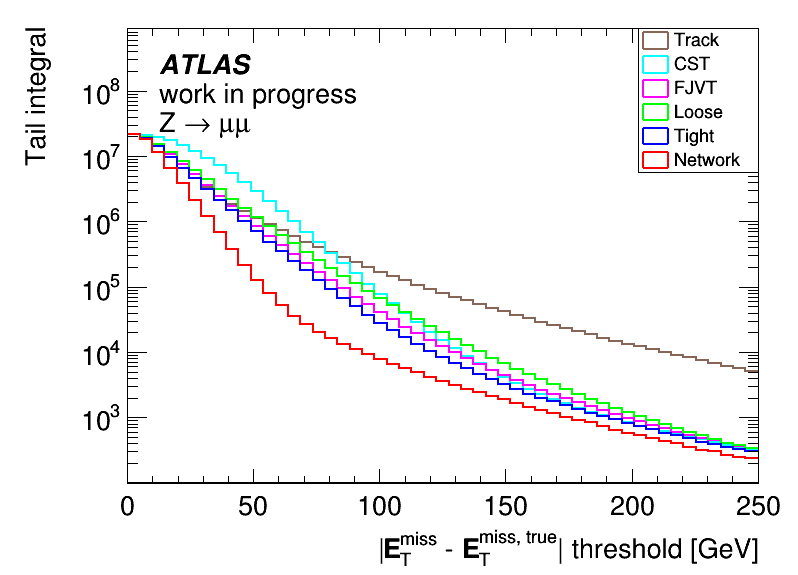 Tail integral
10⁸
10⁷
10⁶
10⁵
10⁴
10³
ATLAS
work in progress
Z → μμ
Track
CST
FJVT
Loose
Tight
Network
0 50 100 150 200 250
|E_T^miss - E_T^miss, true| threshold [GeV]